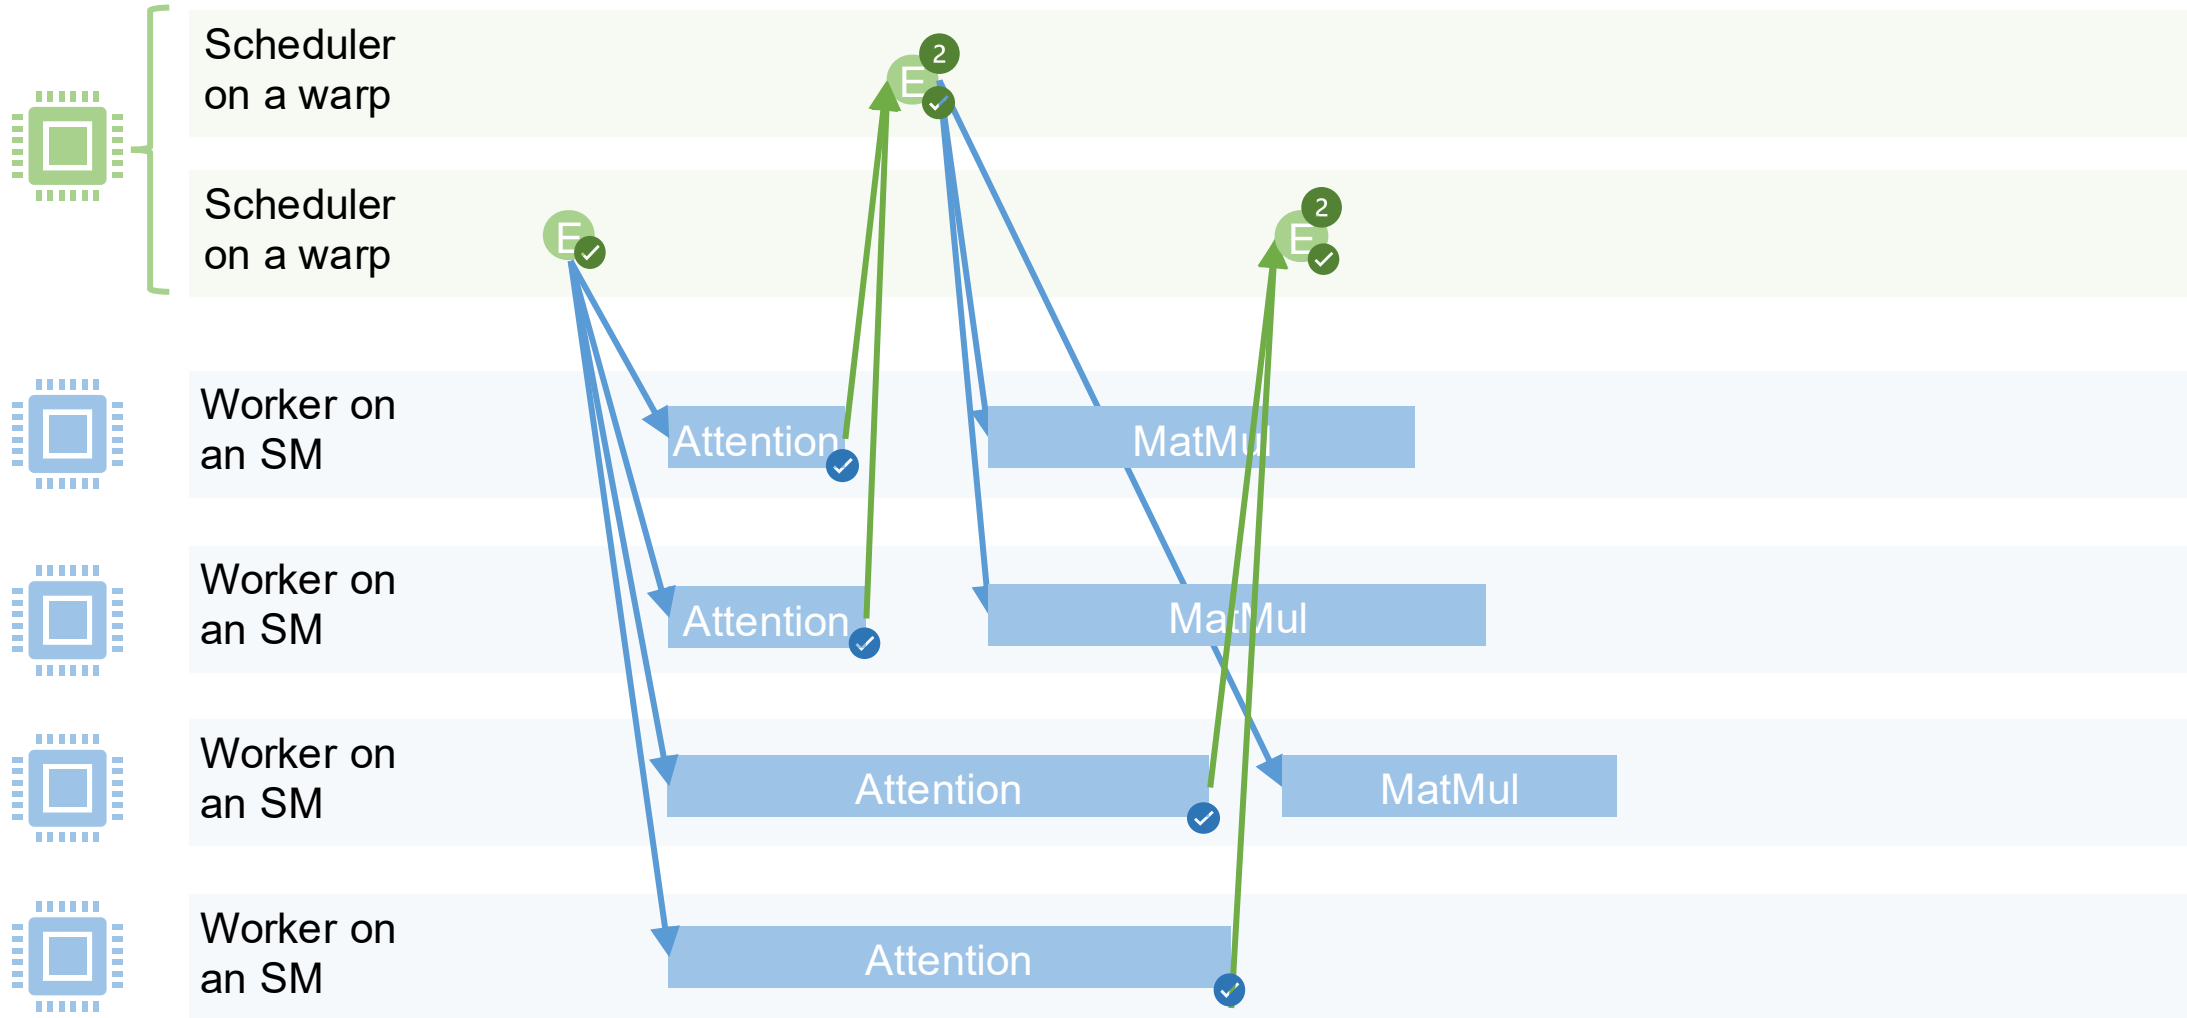 Scheduler
on a warp
E
2
Scheduler
on a warp
E
E
2
Worker on
an SM
Attention
MatMul
Worker on
an SM
Attention
MatMul
Worker on
an SM
Attention
MatMul
Worker on
an SM
Attention